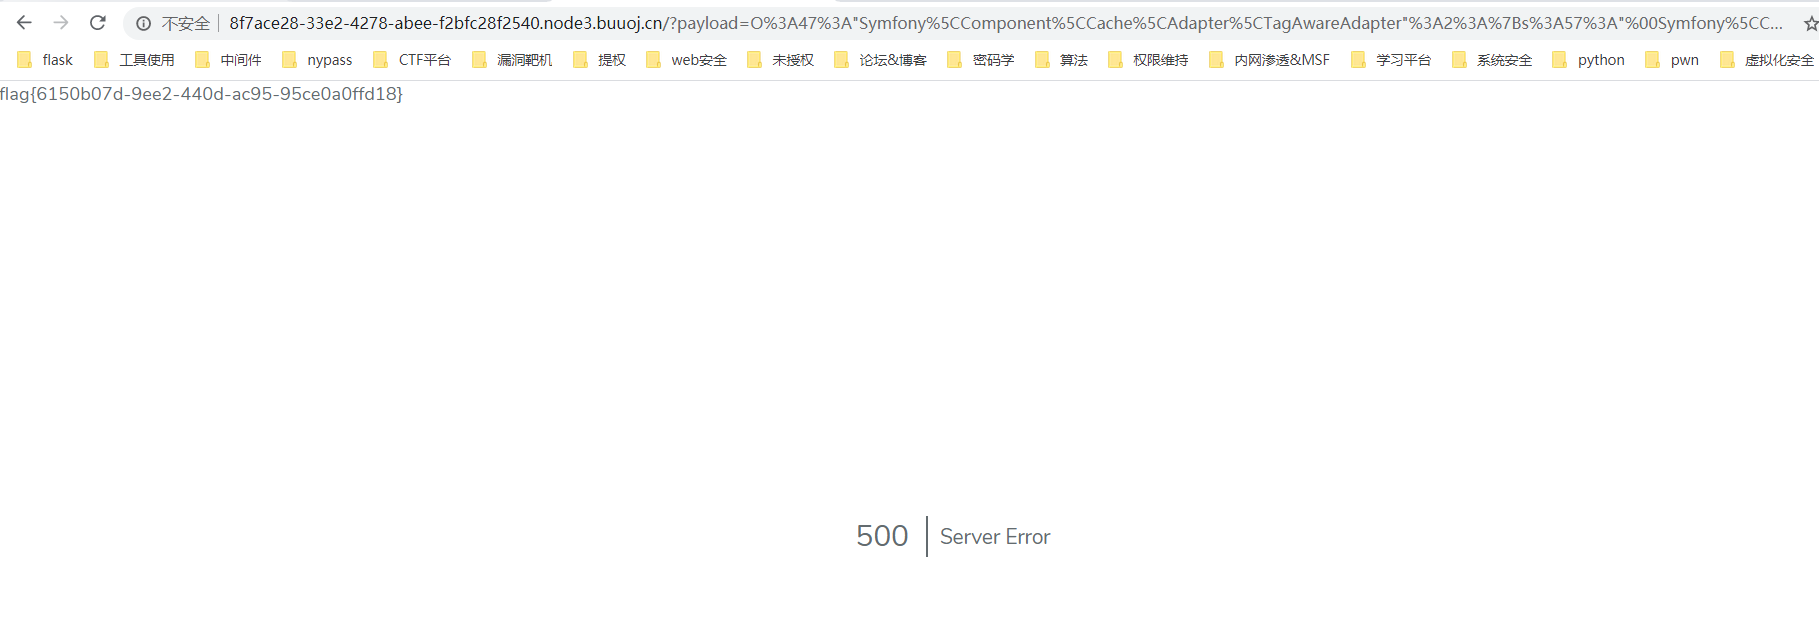 不安全 8f7ace28-33e2-4278-abee-f2bfc28f2540.node3.buuoj.cn/?payload=O%3A47%3A"Symfony%5CComponent%5CCache%5CAdapter%5CTagAwareAdapter"%3A2%3A%7Bs%3A57%3A"%00Symfony%5CC...
flask 工具使用 中间件 nypass CTF平台 漏洞靶机 提权 web安全 未授权 论坛&博客 密码学 算法 权限维持 内网渗透&MSF 学习平台 系统安全 python pwn 虚拟化安全
flag{6150b07d-9ee2-440d-ac95-95ce0a0ffd18}
500 Server Error